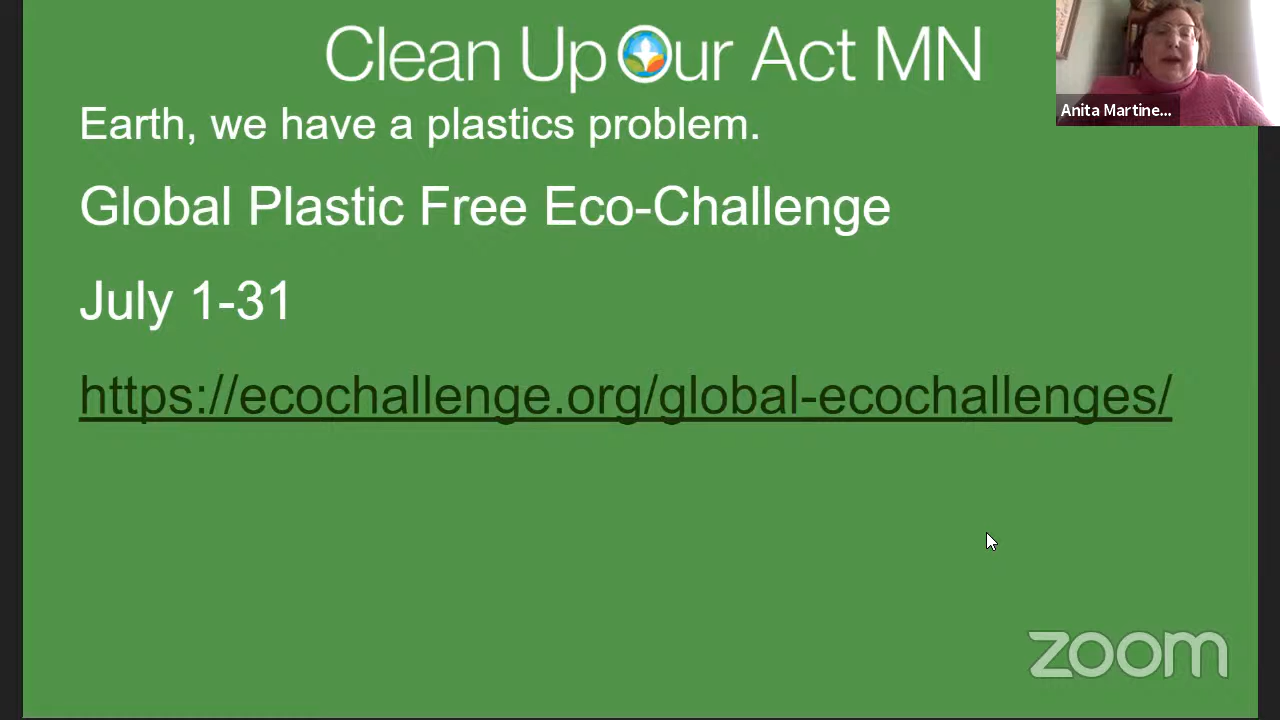 Clean Up Our Act MN
Anita Martine...
Earth, we have a plastics problem.
Global Plastic Free Eco-Challenge
July 1-31
https://ecochallenge.org/global-ecochallenges/
zoom